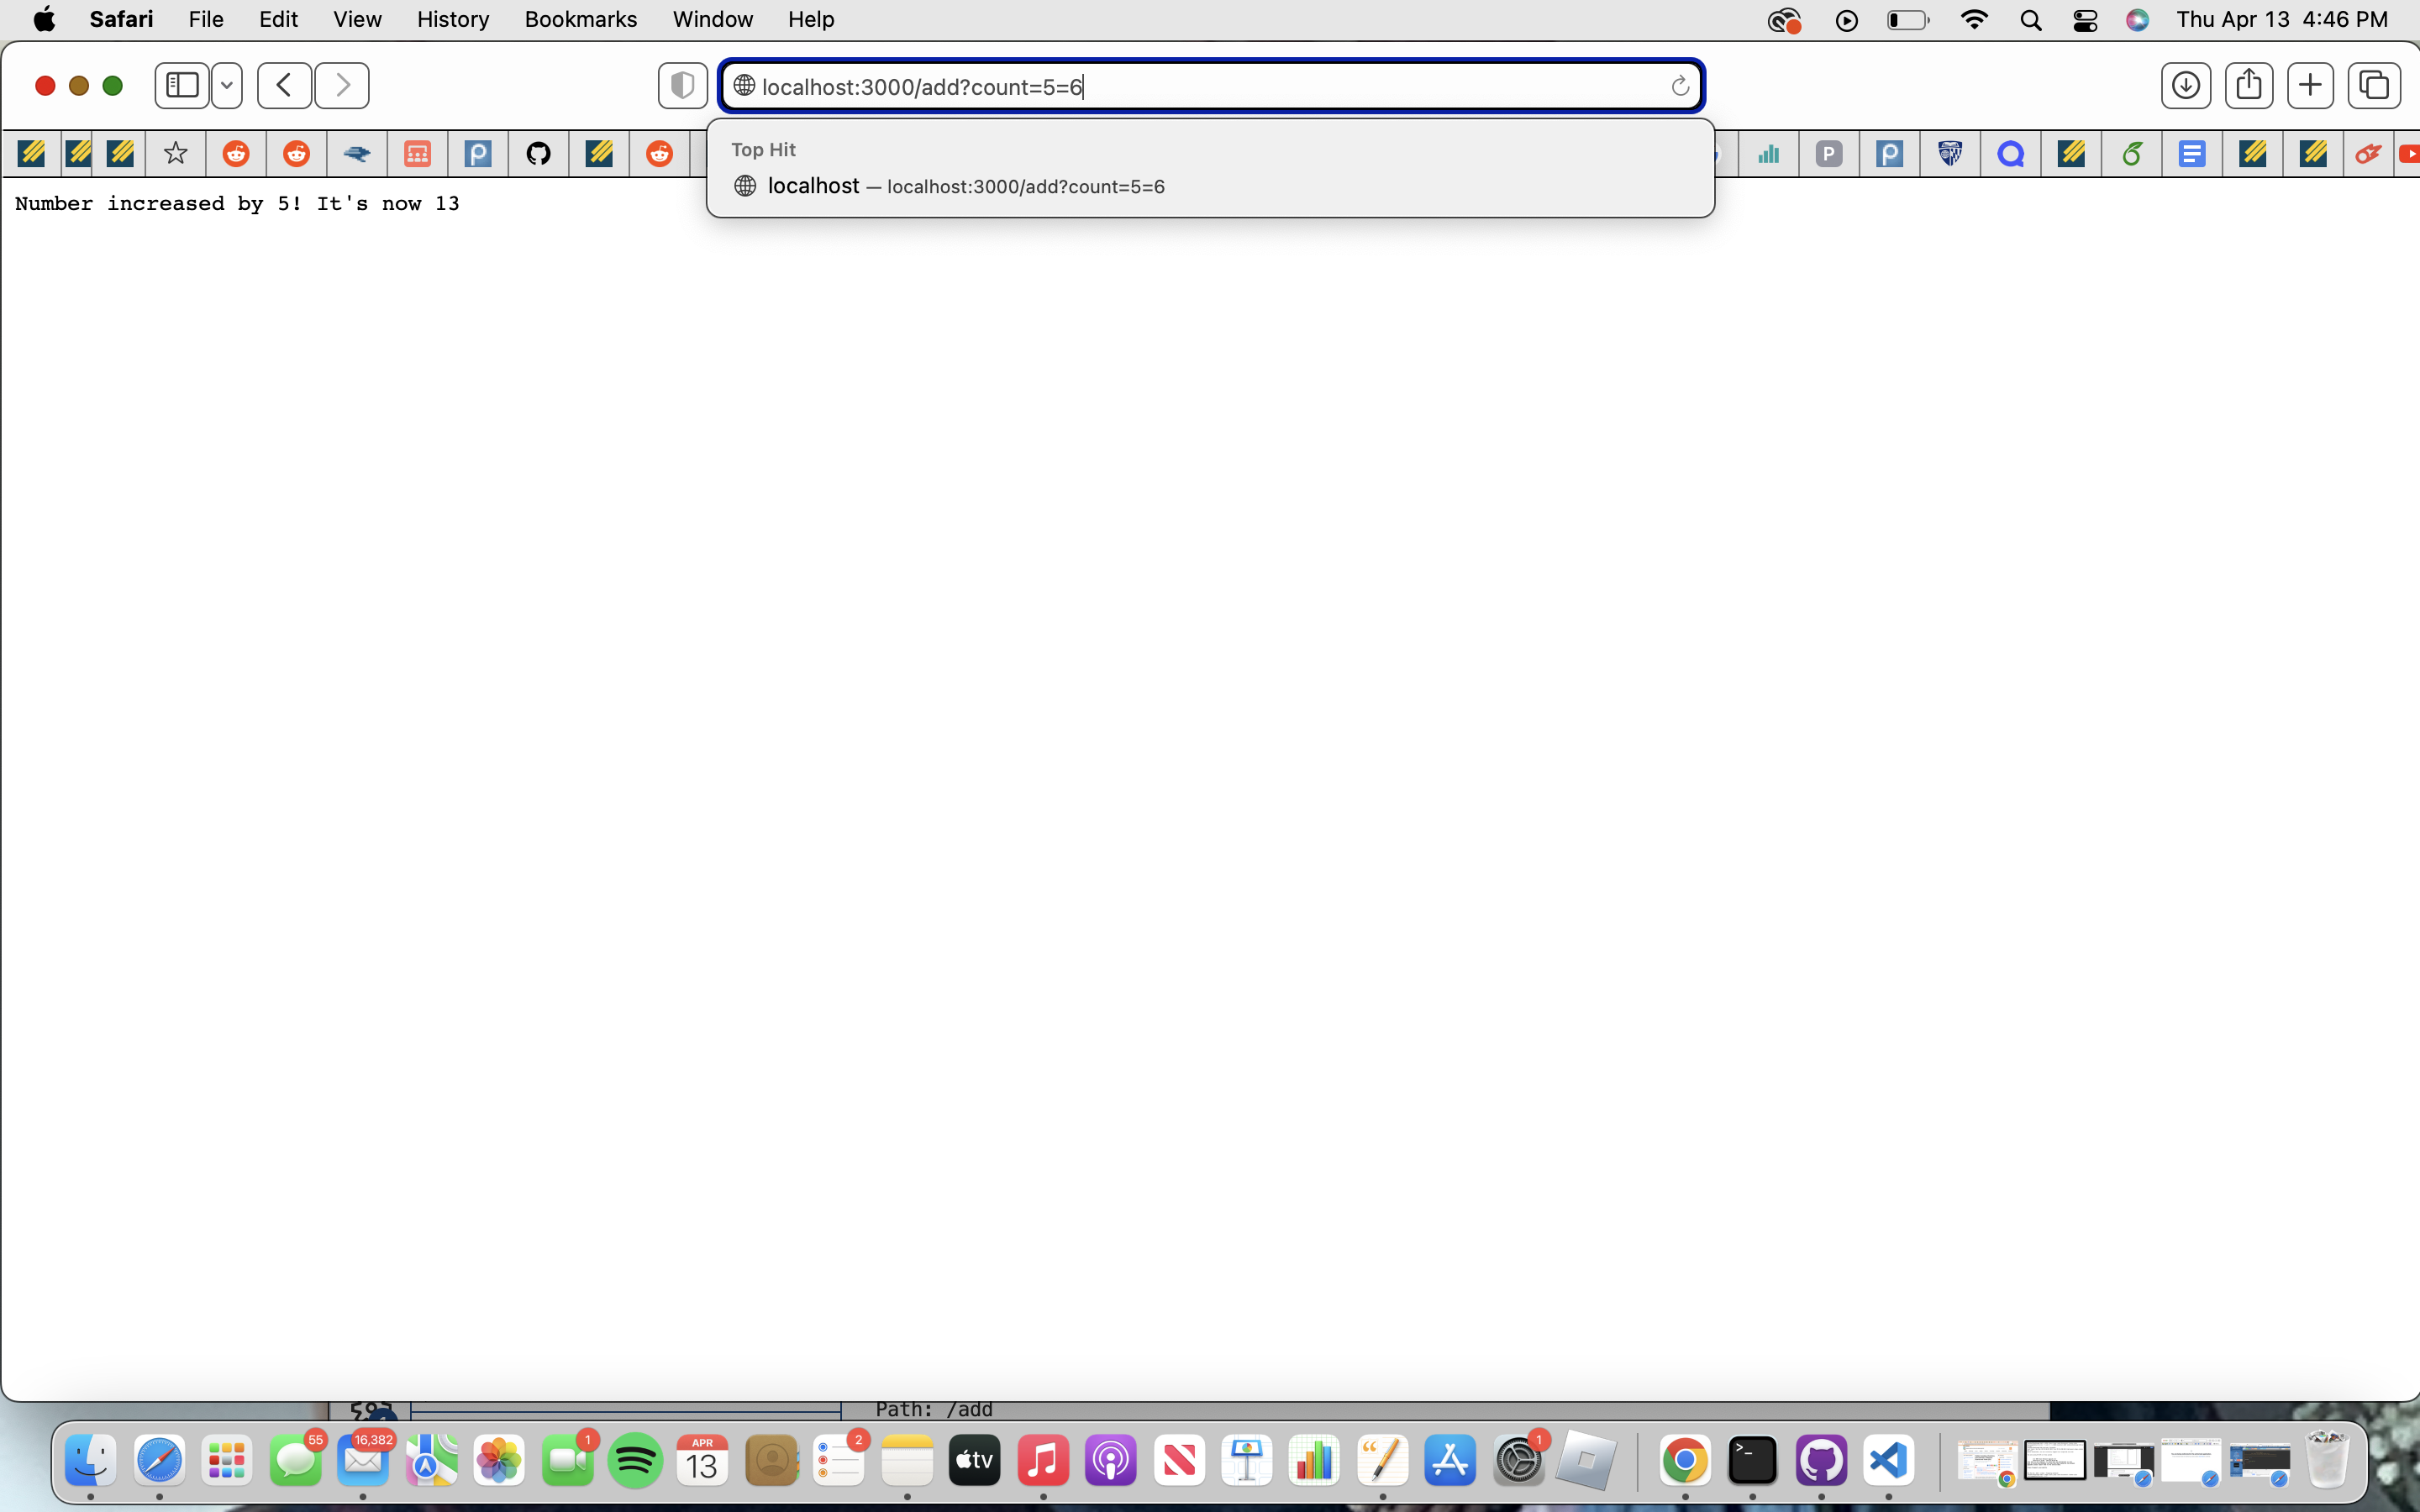 Safari File Edit View History Bookmarks Window Help Thu Apr 13 4:46 PM
localhost:3000/add?count=5=6
Top Hit
localhost — localhost:3000/add?count=5=6
Number increased by 5! It's now 13
Path: /add
55 16,382 1 APR 13 2 tv 1